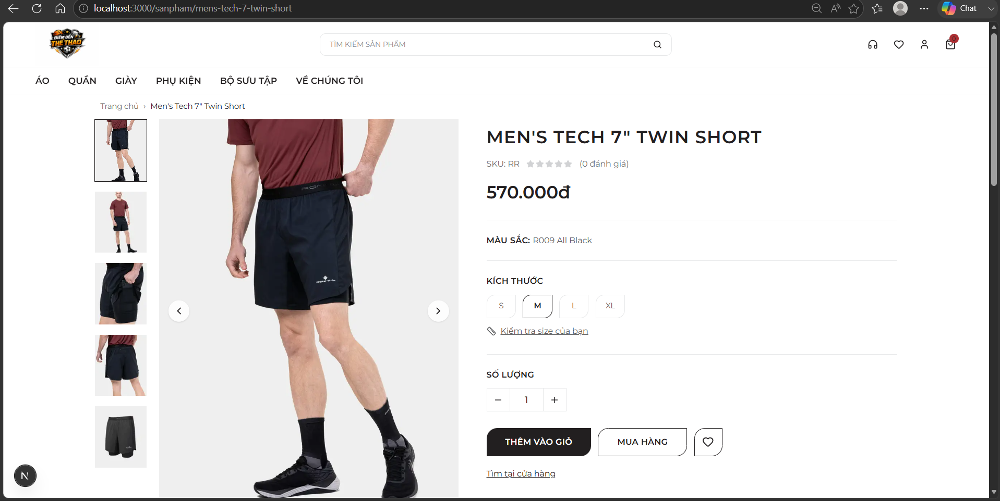 localhost:3000/sanpham/mens-tech-7-twin-short
Chat
ĐIỂM ĐẾN
THỂ THAO
TÌM KIẾM SẢN PHẨM
0
ÁO
QUẦN
GIÀY
PHỤ KIỆN
BỘ SƯU TẬP
VỀ CHÚNG TÔI
Trang chủ › Men's Tech 7" Twin Short
MEN'S TECH 7" TWIN SHORT
SKU: RR
(0 đánh giá)
570.000đ
MÀU SẮC: R009 All Black
KÍCH THƯỚC
S
M
L
XL
Kiểm tra size của bạn
SỐ LƯỢNG
− 1 +
THÊM VÀO GIỎ
MUA HÀNG
Tìm tại cửa hàng
RONHILL
N